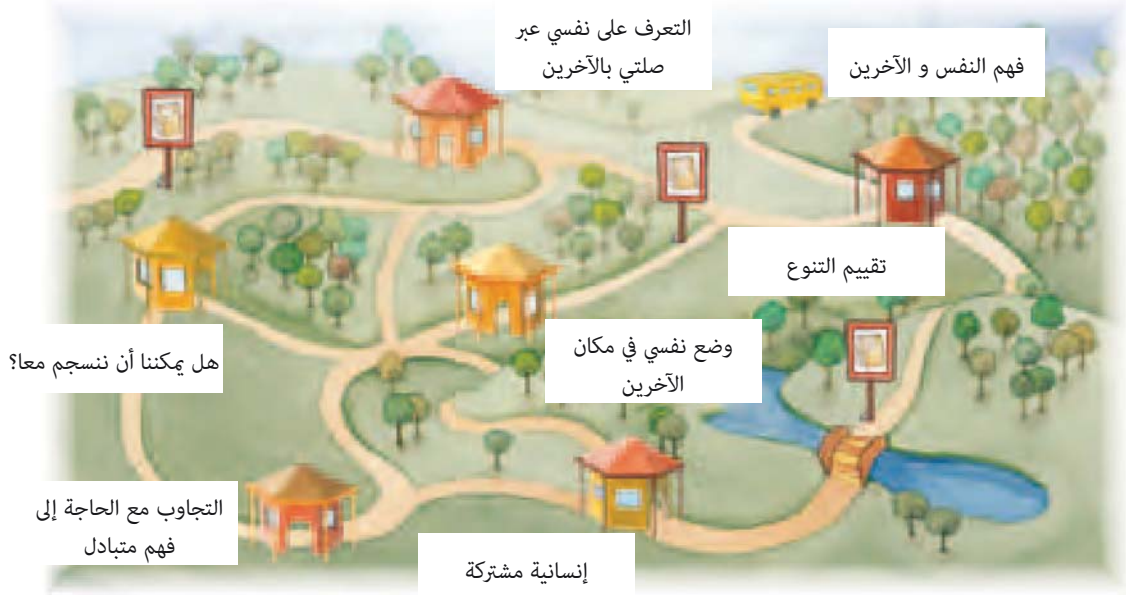 التعرف على نفسي عبر
صلتي بالآخرين
فهم النفس و الآخرين
تقييم التنوع
وضع نفسي في مكان
الآخرين
هل يمكننا أن ننسجم معا؟
التجاوب مع الحاجة إلى
فهم متبادل
إنسانية مشتركة